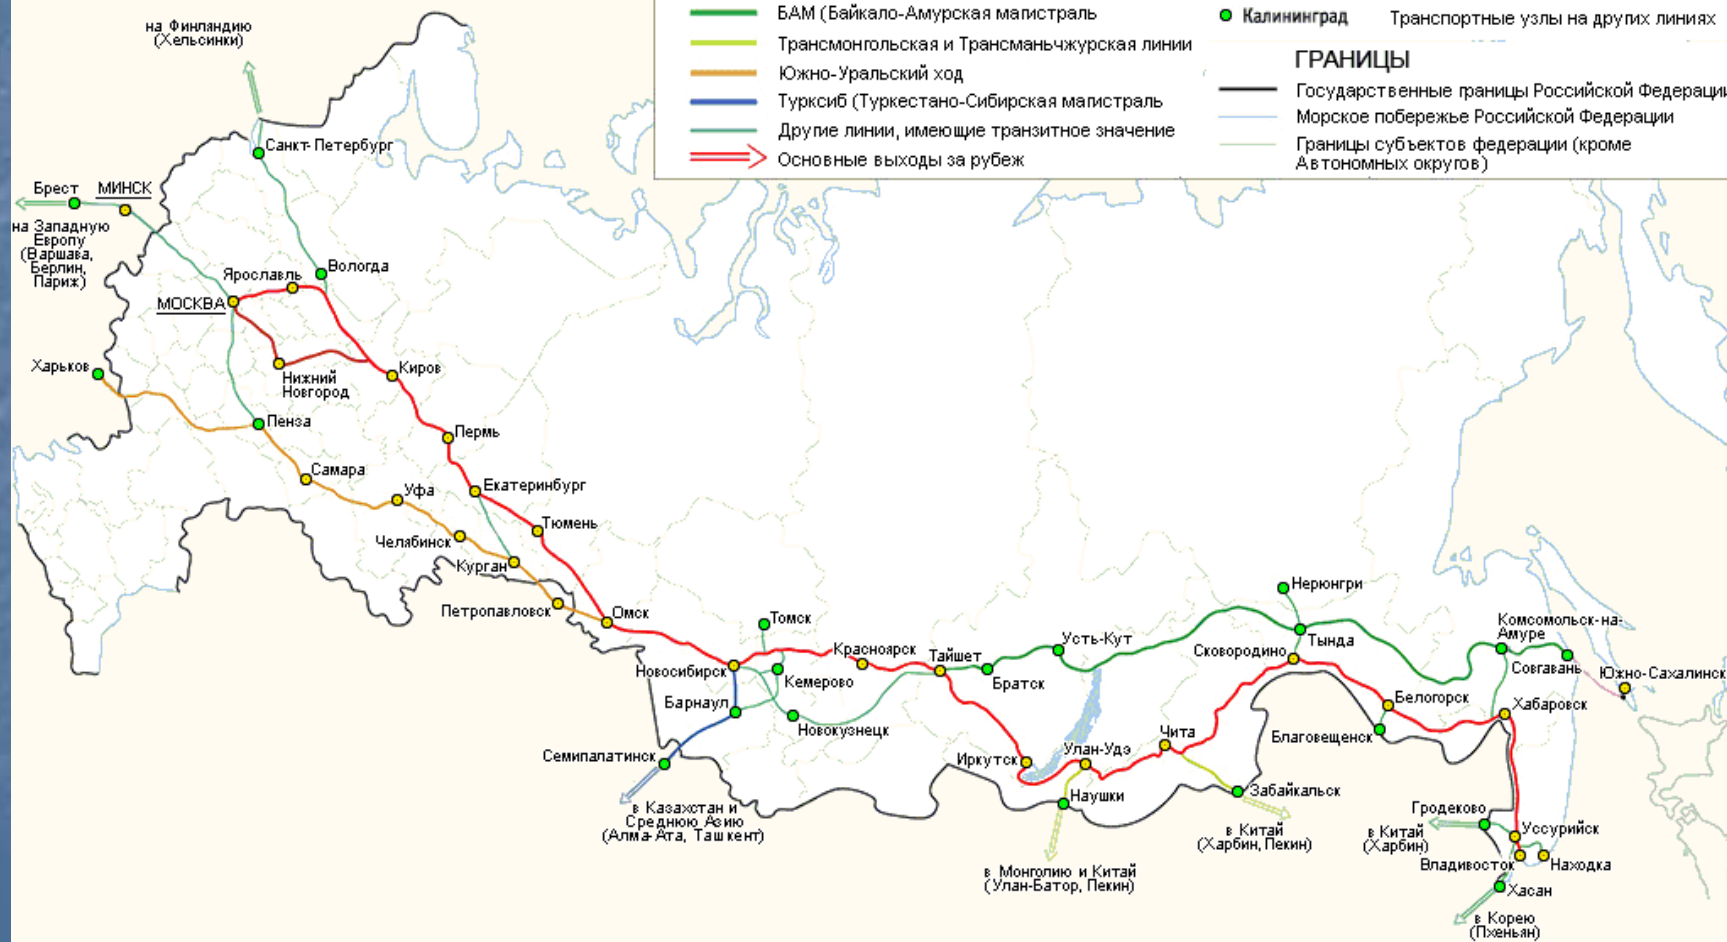 БАМ (Байкало-Амурская магистраль
Трансмонгольская и Трансманьчжурская линии
Южно-Уральский ход
Турксиб (Туркестано-Сибирская магистраль
Другие линии, имеющие транзитное значение
Основные выходы за рубеж
Калининград
Транспортные узлы на других линиях
ГРАНИЦЫ
Государственные границы Российской Федерации
Морское побережье Российской Федерации
Границы субъектов федерации (кроме
Автономных округов)
на Финляндию
(Хельсинки)
Санкт-Петербург
Брест
МИНСК
на Западную
Европу
(Варшава,
Берлин,
Париж)
Ярославль
Вологда
МОСКВА
Харьков
Нижний
Новгород
Киров
Пенза
Пермь
Самара
Уфа
Екатеринбург
Тюмень
Челябинск
Курган
Петропавловск
Омск
Томск
Новосибирск
Кемерово
Красноярск
Тайшет
Братск
Усть-Кут
Барнаул
Новокузнецк
Семипалатинск
в Казахстан и
Среднюю Азию
(Алма-Ата, Ташкент)
Иркутск
Улан-Удэ
Чита
Наушки
Забайкальск
в Монголию и Китай
(Улан-Батор, Пекин)
в Китай
(Харбин, Пекин)
Нерюнгри
Тында
Сковородино
Комсомольск-на-
Амуре
Совгавань
Южно-Сахалинск
Белогорск
Хабаровск
Благовещенск
Гродеково
в Китай
(Харбин)
Уссурийск
Владивосток
Находка
Хасан
в Корею
(Пхеньян)